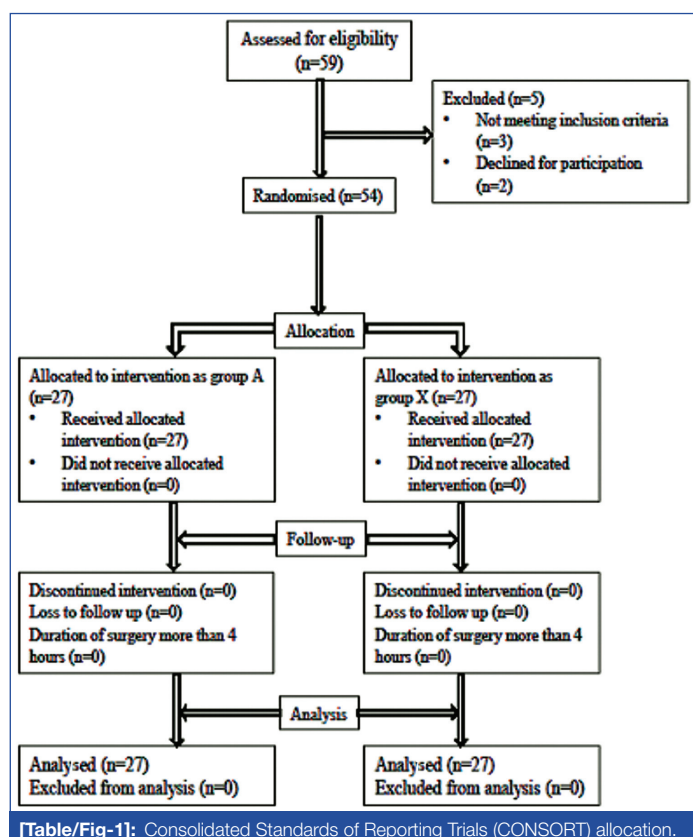 Assessed for eligibility
(n=59)
Excluded (n=5)
• Not meeting inclusion criteria
(n=3)
• Declined for participation
(n=2)
Randomised (n=54)
Allocation
Allocated to intervention as group A
(n=27)
• Received allocated
intervention (n=27)
• Did not receive allocated
intervention (n=0)
Allocated to intervention as
group X (n=27)
• Received allocated
intervention (n=27)
• Did not receive allocated
intervention (n=0)
Follow-up
Discontinued intervention (n=0)
Loss to follow up (n=0)
Duration of surgery more than 4
hours (n=0)
Discontinued intervention (n=0)
Loss to follow up (n=0)
Duration of surgery more than 4
hours (n=0)
Analysis
Analysed (n=27)
Excluded from analysis (n=0)
Analysed (n=27)
Excluded from analysis (n=0)
[Table/Fig-1]: Consolidated Standards of Reporting Trials (CONSORT) allocation.